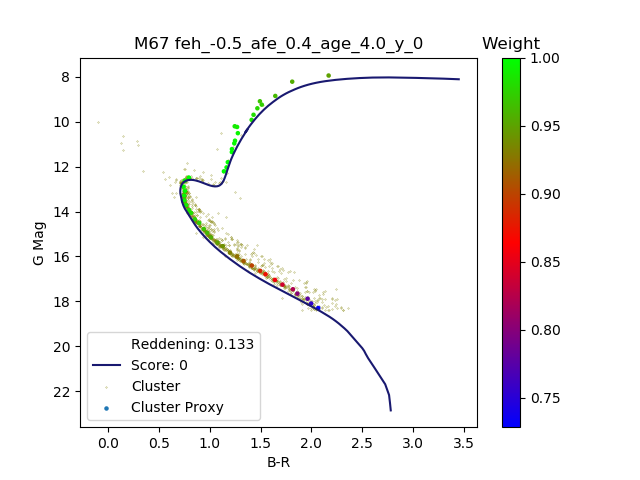 M67 feh_-0.5_afe_0.4_age_4.0_y_0
Weight
8
10
12
14
16
18
20
22
G Mag
0.0 0.5 1.0 1.5 2.0 2.5 3.0 3.5
B-R
Reddening: 0.133
Score: 0
Cluster
Cluster Proxy
1.00
0.95
0.90
0.85
0.80
0.75